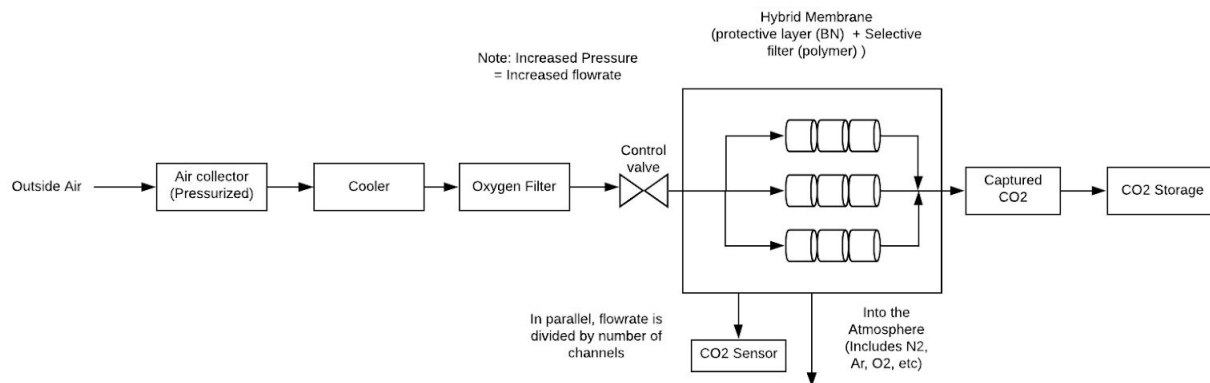 Hybrid Membrane
(protective layer (BN) + Selective
filter (polymer) )
Note: Increased Pressure
= Increased flowrate
Outside Air
Air collector
(Pressurized)
Cooler
Oxygen Filter
Control
valve
Captured
CO2
CO2 Storage
In parallel, flowrate is
divided by number of
channels
CO2 Sensor
Into the
Atmosphere
(Includes N2,
Ar, O2, etc)